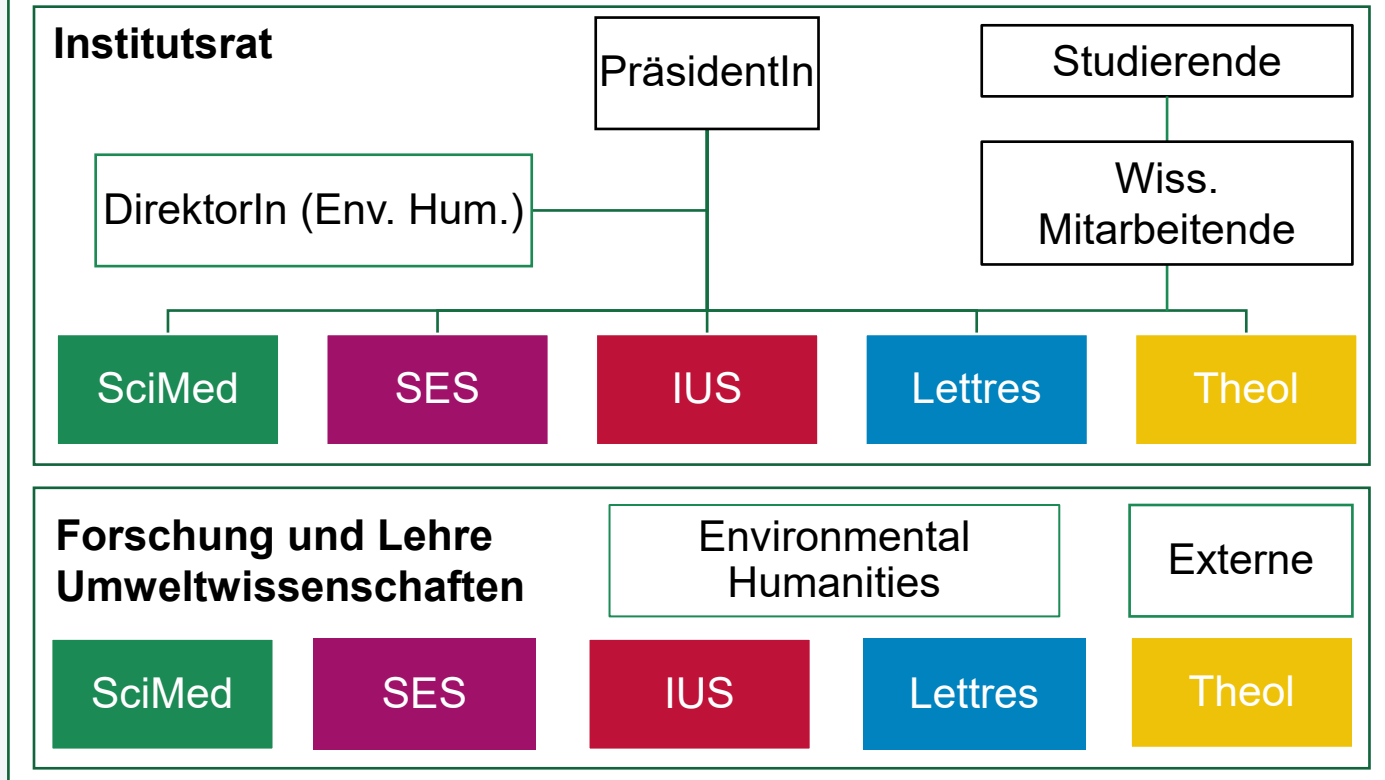 Institutsrat
PräsidentIn
Studierende
DirektorIn (Env. Hum.)
Wiss.
Mitarbeitende
SciMed
SES
IUS
Lettres
Theol
Forschung und Lehre
Umweltwissenschaften
Environmental
Humanities
Externe
SciMed
SES
IUS
Lettres
Theol